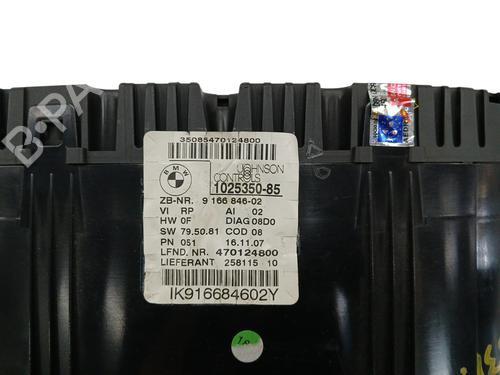 35085470124800
BMW
JOHNSON
CONTROLS
1025350-85
ZB-NR. 9 166 846-02
VI RP AI 02
HW 0F DIAG 08D0
SW 79.50.81 COD 08
PN 051 16.11.07
LFND. NR. 470124800
LIEFERANT 258115 10
IK916684602Y
B-PA